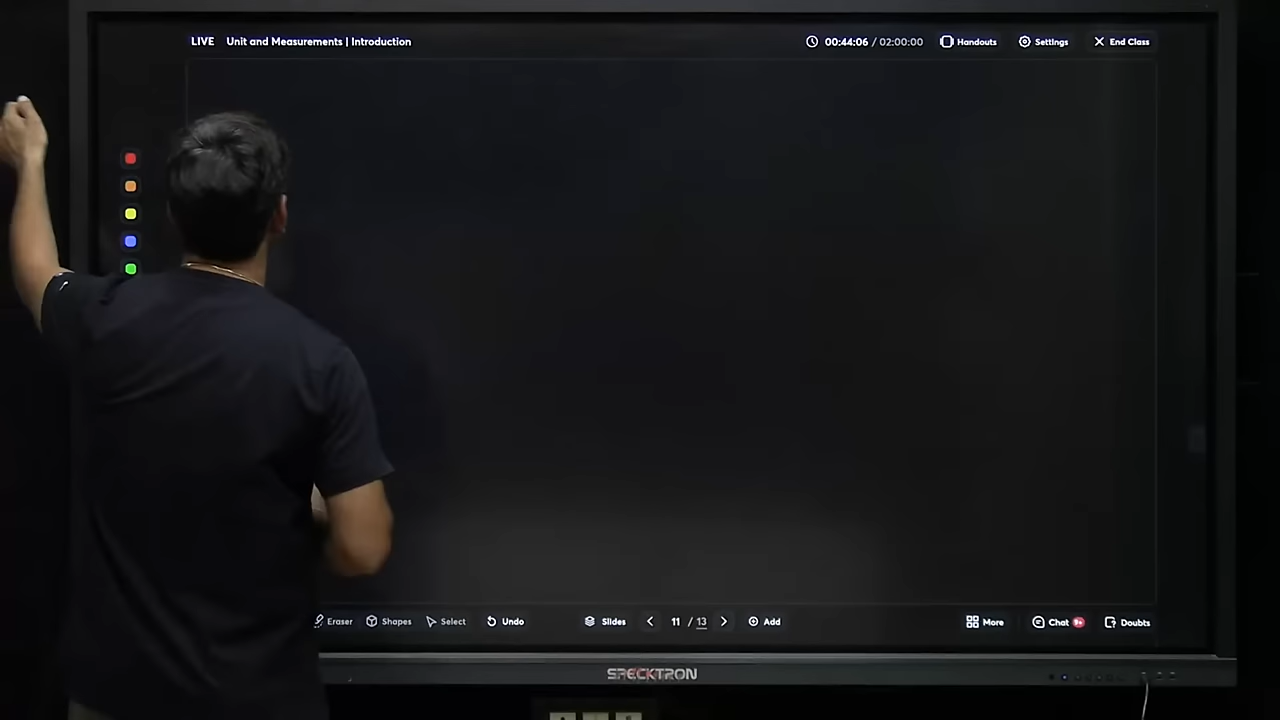 LIVE Unit and Measurements | Introduction 00:44:06 / 02:00:00 Handouts Settings End Class
Eraser Shapes Select Undo Slides 11 / 13 Add More Chat 9+ Doubts
SPECKTRON